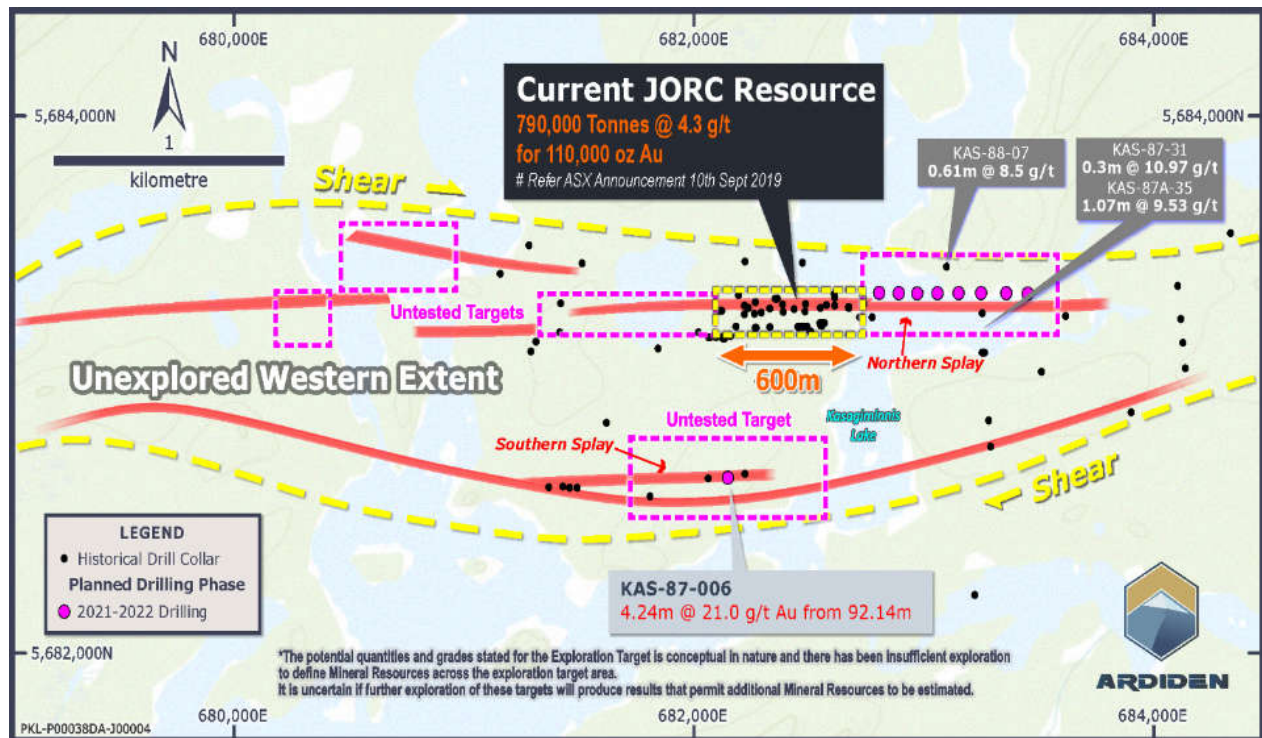 680,000E
682,000E
684,000E
N
5,684,000N
5,684,000N
1
kilometre
Current JORC Resource
790,000 Tonnes @ 4.3 g/t
for 110,000 oz Au
# Refer ASX Announcement 10th Sept 2019
KAS-88-07
0.61m @ 8.5 g/t
KAS-87-31
0.3m @ 10.97 g/t
KAS-87A-35
1.07m @ 9.53 g/t
Shear
Untested Targets
Northern Splay
600m
Unexplored Western Extent
Untested Target
Kasagiminnis
Lake
Southern Splay
Shear
LEGEND
Historical Drill Collar
Planned Drilling Phase
2021-2022 Drilling
KAS-87-006
4.24m @ 21.0 g/t Au from 92.14m
5,682,000N
*The potential quantities and grades stated for the Exploration Target is conceptual in nature and there has been insufficient exploration
to define Mineral Resources across the exploration target area.
It is uncertain if further exploration of these targets will produce results that permit additional Mineral Resources to be estimated.
ARDIDEN
680,000E
682,000E
684,000E
PKL-P00038DA-J00004